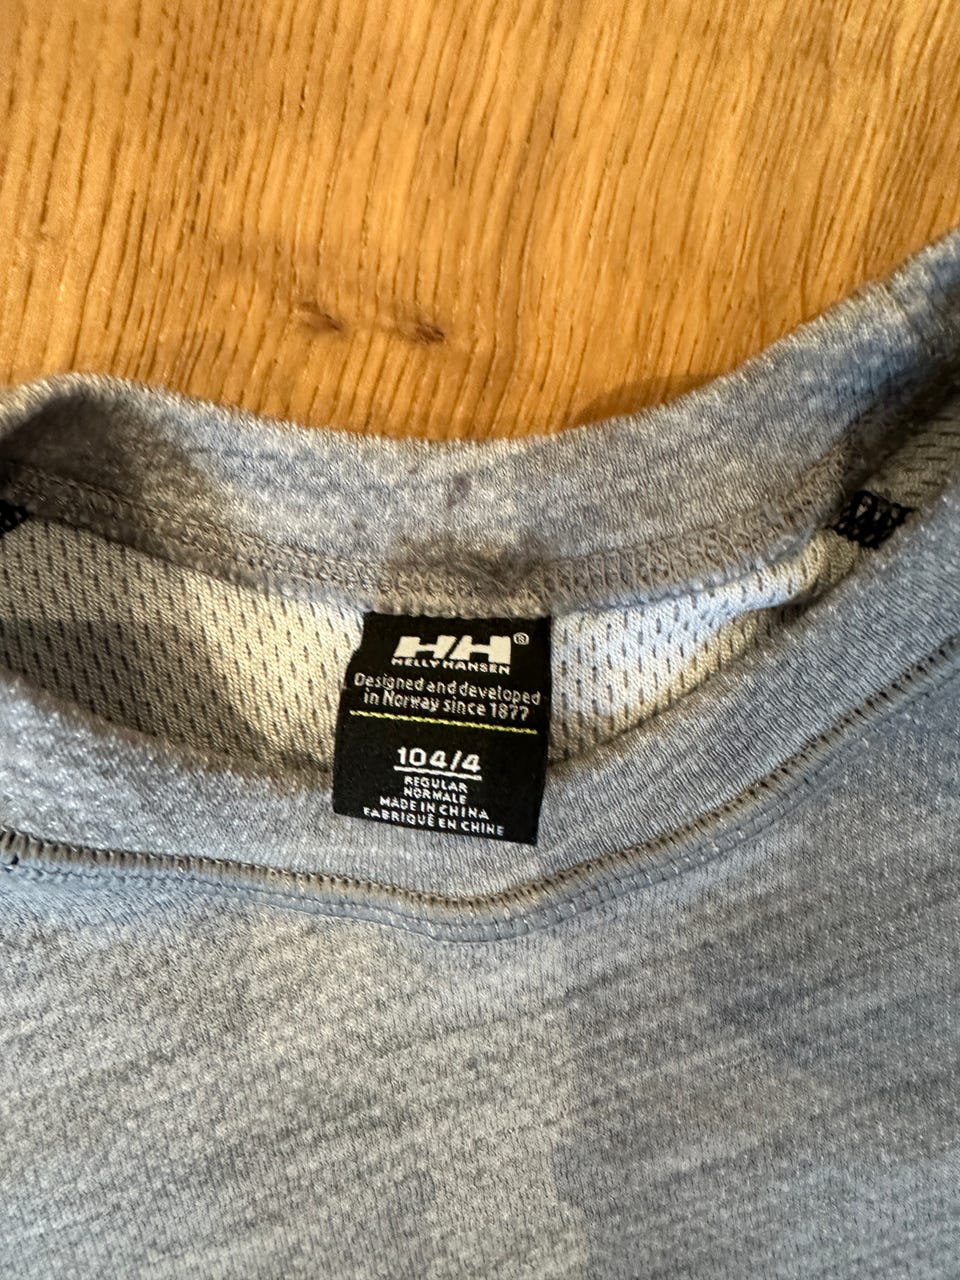 HH®
HELLY HANSEN
Designed and developed
in Norway since 1877
104/4
REGULAR
NORMALE
MADE IN CHINA
FABRIQUÉ EN CHINE